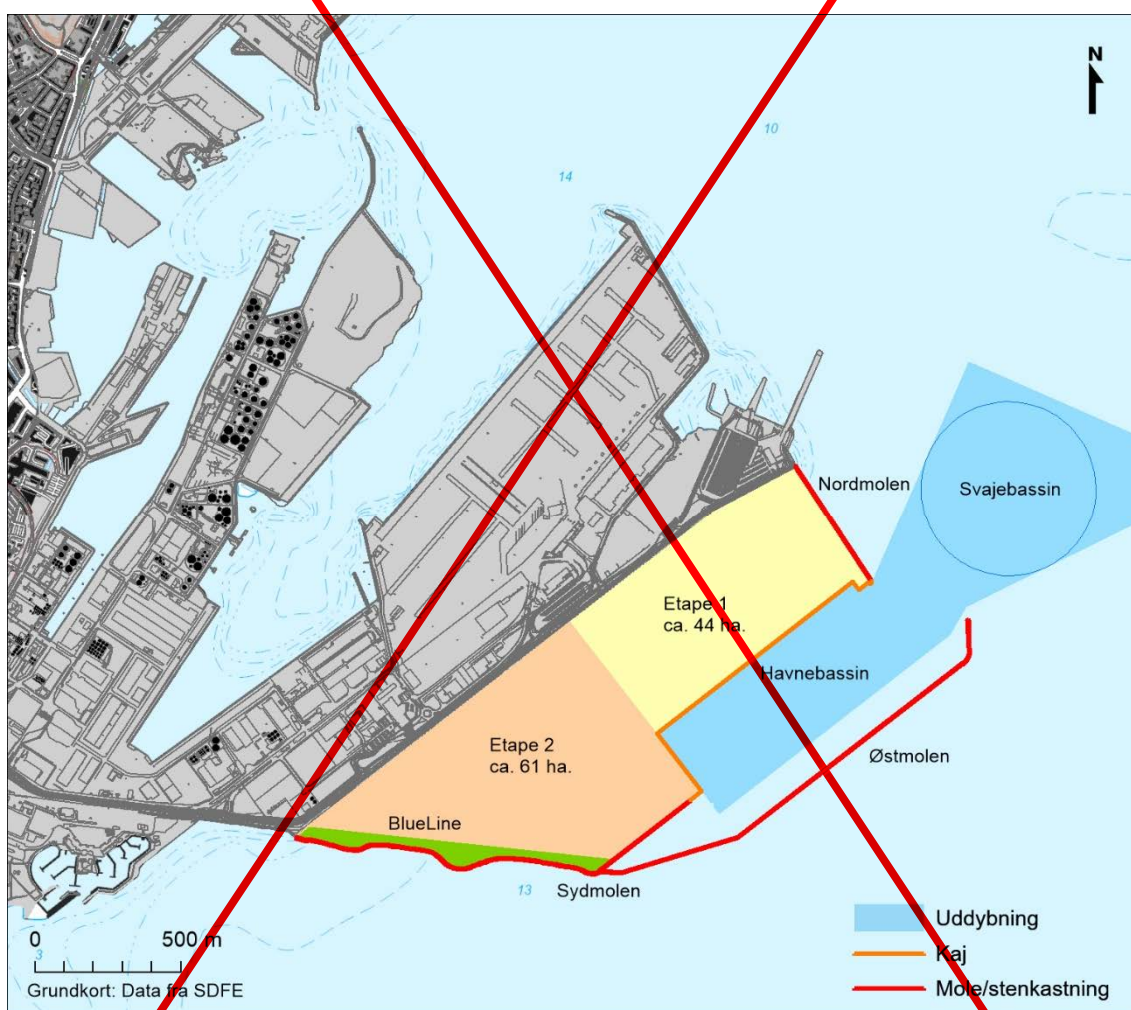 N
10
14
Nordmolen
Svajebassin
Etape 1
ca. 44 ha.
Havnebassin
Etape 2
ca. 61 ha.
Østmolen
BlueLine
13
Sydmolen
Uddybning
0 500 m
Kaj
3
Grundkort: Data fra SDFE
Mole/stenkastning